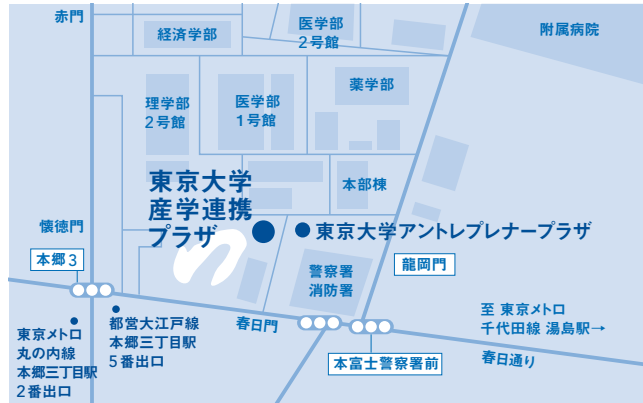 赤門
経済学部
医学部
2号館
附属病院
理学部
2号館
医学部
1号館
薬学部
東京大学
産学連携
プラザ
本部棟
懐徳門
東京大学アントレプレナープラザ
本郷3
警察署
消防署
龍岡門
東京メトロ
丸の内線
本郷三丁目駅
2番出口
都営大江戸線
本郷三丁目駅
5番出口
春日門
本富士警察署前
至 東京メトロ
千代田線 湯島駅→
春日通り